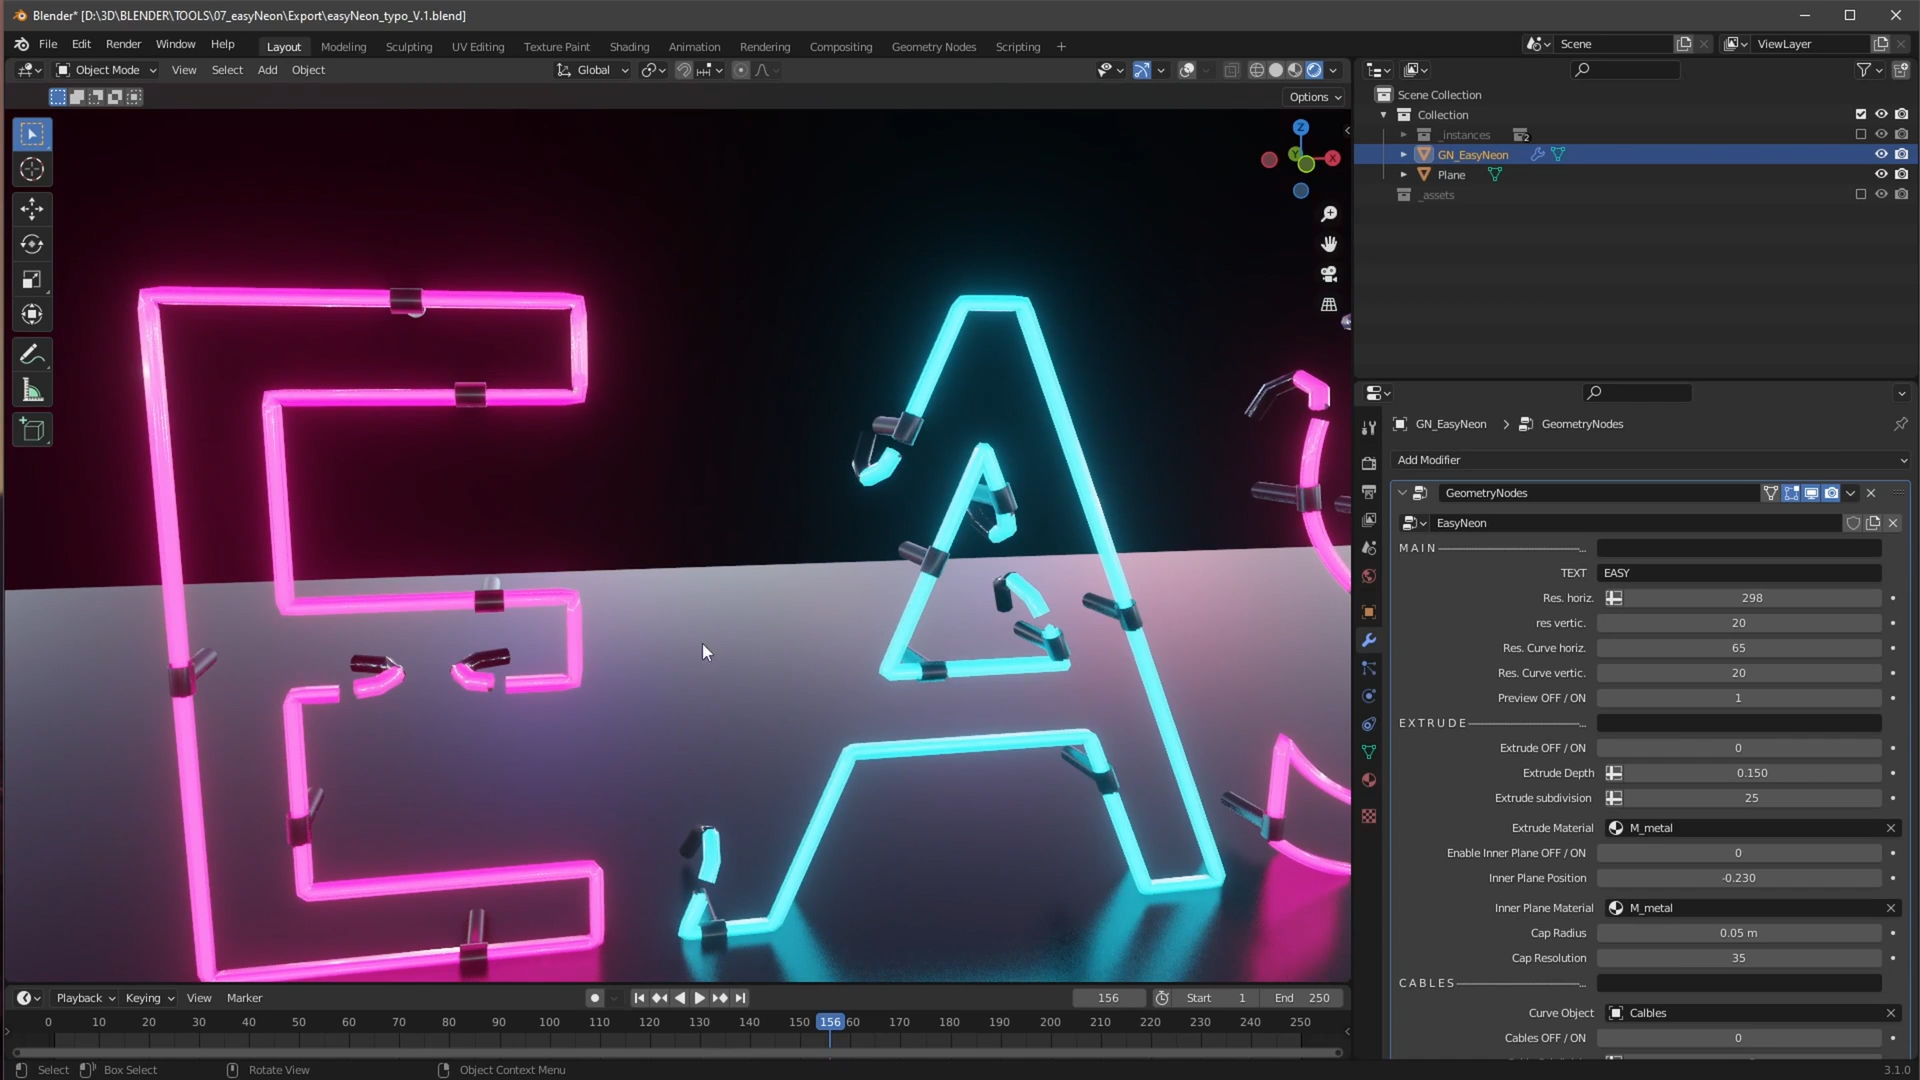 Blender* [D:\3D\BLENDER\TOOLS\07_easyNeon\Export\easyNeon_typo_V.1.blend]
File Edit Render Window Help Layout Modeling Sculpting UV Editing Texture Paint Shading Animation Rendering Compositing Geometry Nodes Scripting + Scene ViewLayer
Object Mode View Select Add Object Global
Options
Scene Collection
Collection
_instances 2
GN_EasyNeon
Plane
_assets
Z
Y
X
GN_EasyNeon > GeometryNodes
Add Modifier
GeometryNodes
EasyNeon
MAIN
TEXT EASY
Res. horiz. 298
res vertic. 20
Res. Curve horiz. 65
Res. Curve vertic. 20
Preview OFF / ON 1
EXTRUDE
Extrude OFF / ON 0
Extrude Depth 0.150
Extrude subdivision 25
Extrude Material M_metal
Enable Inner Plane OFF / ON 0
Inner Plane Position -0.230
Inner Plane Material M_metal
Cap Radius 0.05 m
Cap Resolution 35
CABLES
Curve Object Calbles
Cables OFF / ON 0
EA
Playback Keying View Marker 156 Start 1 End 250
0 10 20 30 40 50 60 70 80 90 100 110 120 130 140 150 156 60 170 180 190 200 210 220 230 240 250
Select Box Select Rotate View Object Context Menu 3.1.0